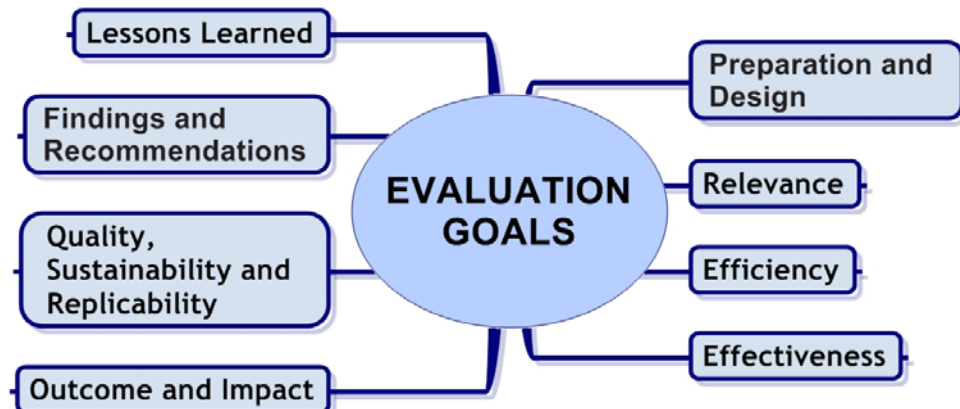 Lessons Learned
Findings and
Recommendations
Quality,
Sustainability and
Replicability
Outcome and Impact
EVALUATION
GOALS
Preparation and
Design
Relevance
Efficiency
Effectiveness